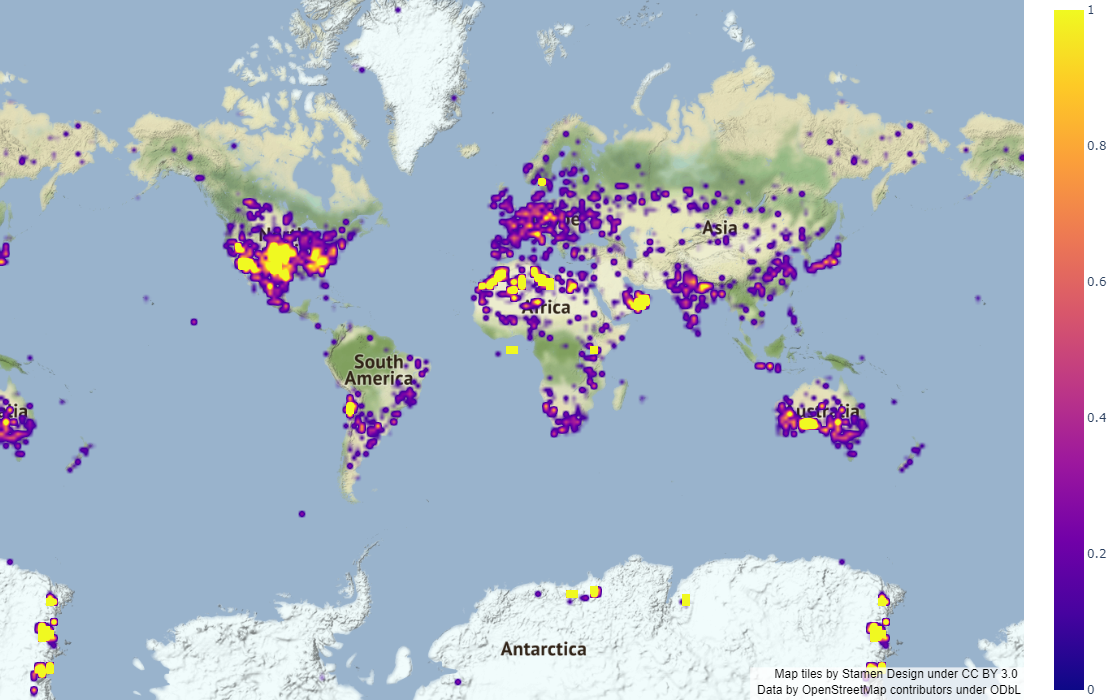 1
0.8
Asia
Africa
0.6
South
America
0.4
0.2
Antarctica
Map tiles by Stamen Design under CC BY 3.0
Data by OpenStreetMap contributors under ODbL
0